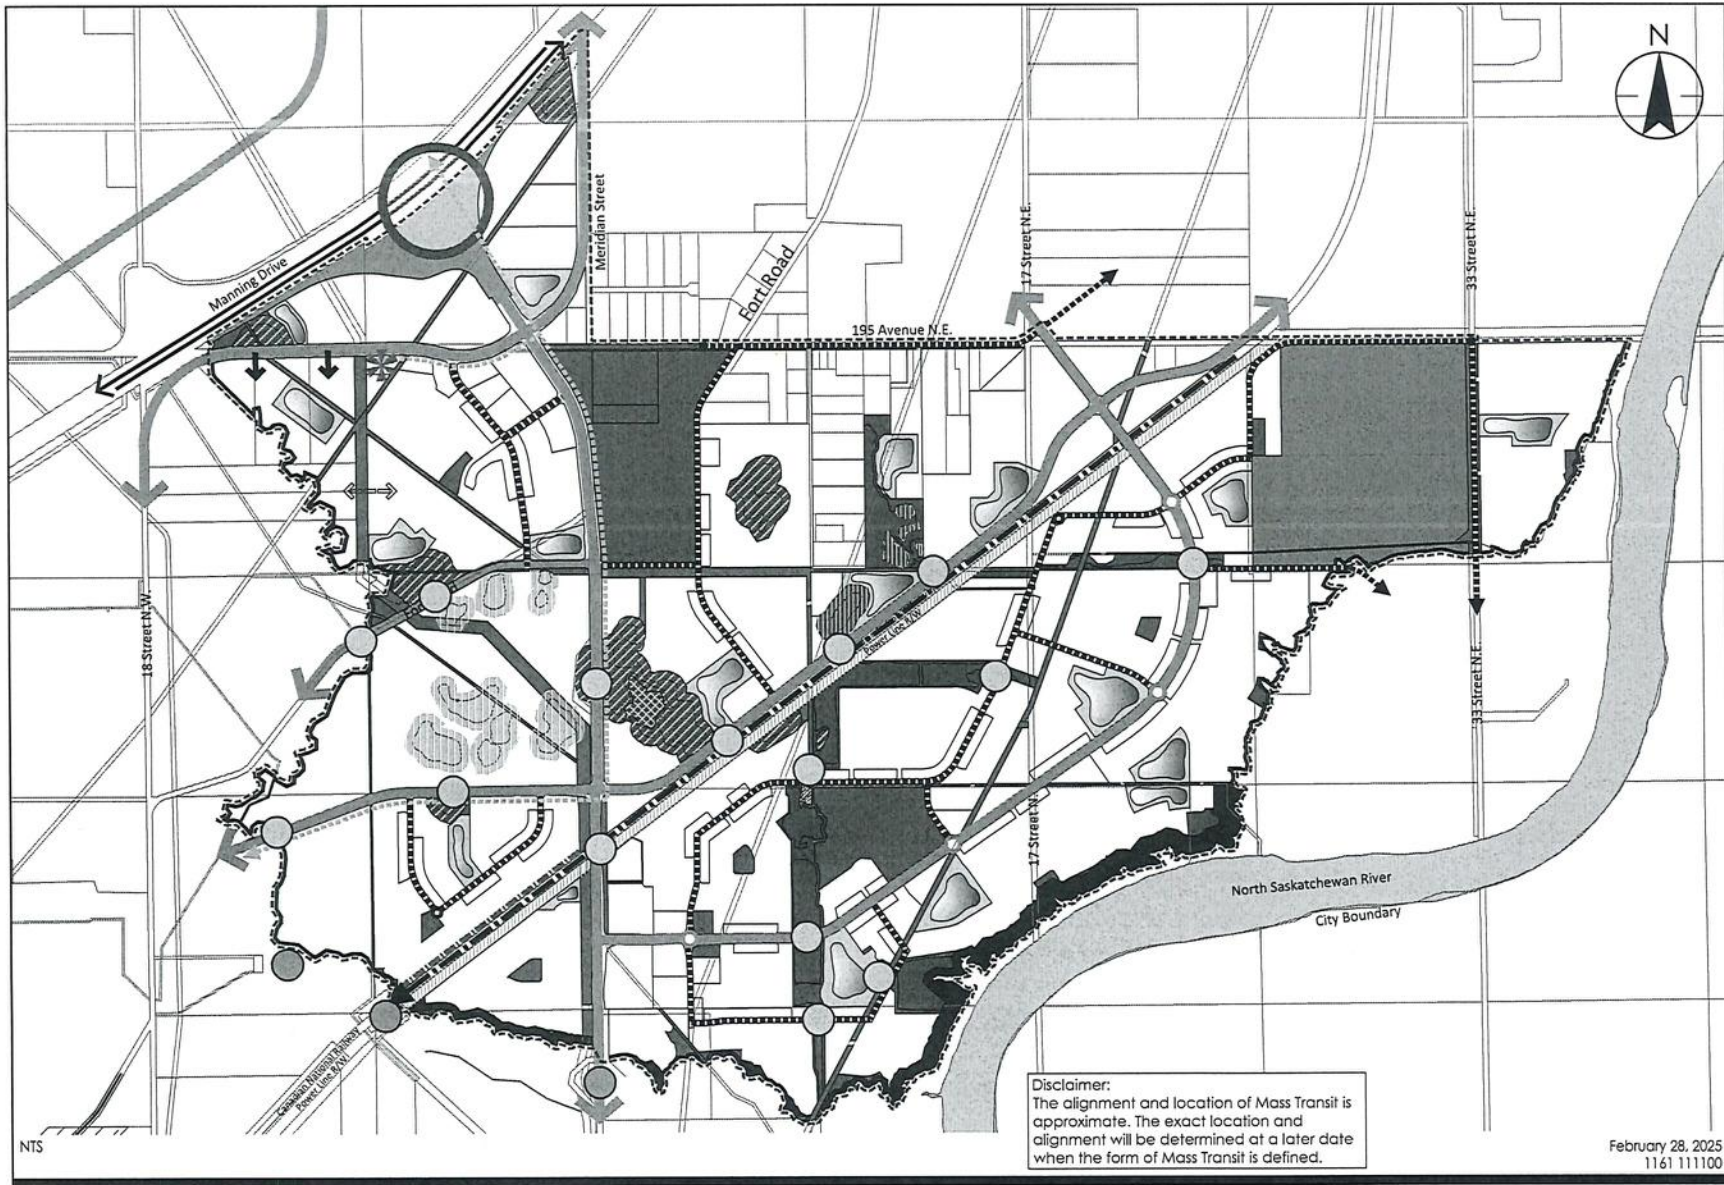 N
Meridian Street
17 Street N.E.
33 Street N.E.
Manning Drive
Fort Road
195 Avenue N.E.
18 Street N.W.
Power Line R/W
33 Street N.E.
17 Street N.
North Saskatchewan River
City Boundary
Canadian National Railway
Power Line R/W
Disclaimer:
The alignment and location of Mass Transit is
approximate. The exact location and
alignment will be determined at a later date
when the form of Mass Transit is defined.
NTS
February 28, 2025
1161 111100